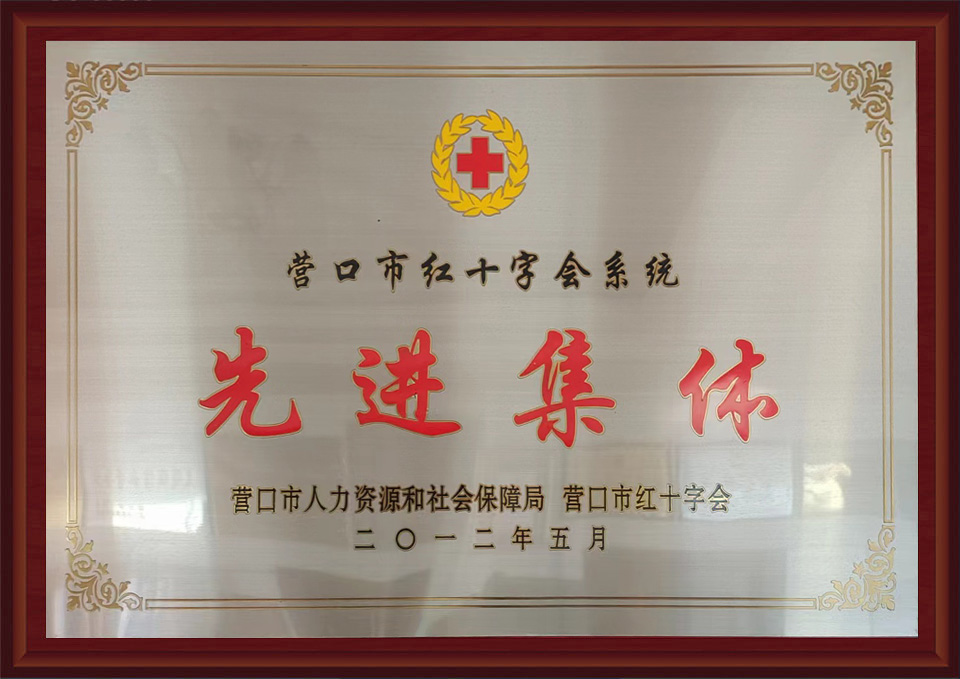 营口市红十字会系统
先进集体
营口市人力资源和社会保障局 营口市红十字会
二〇一二年五月